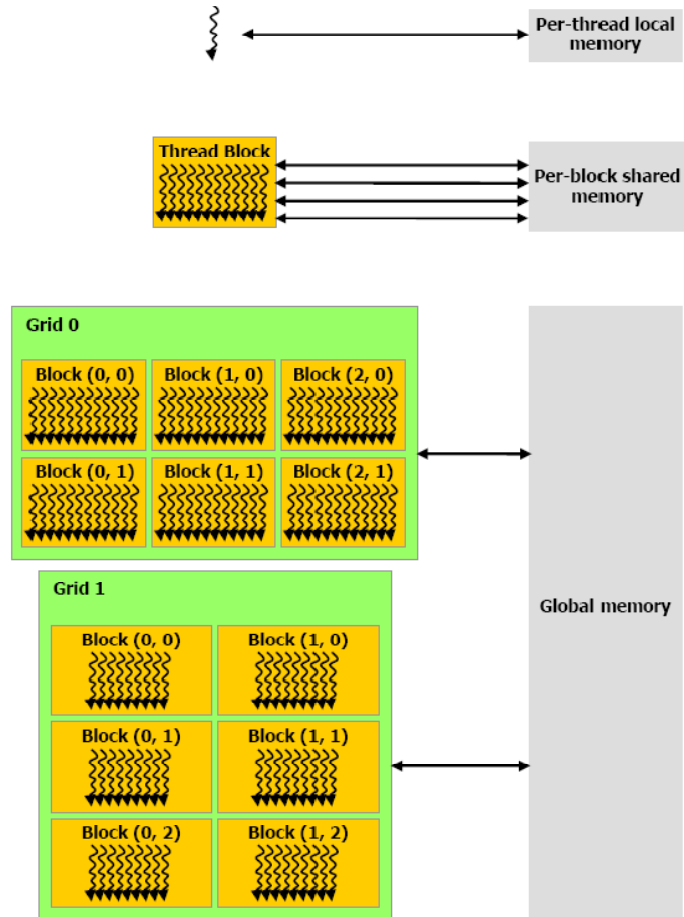 Per-thread local
memory
Thread Block
Per-block shared
memory
Grid 0
Block (0, 0) Block (1, 0) Block (2, 0)
Block (0, 1) Block (1, 1) Block (2, 1)
Global memory
Grid 1
Block (0, 0) Block (1, 0)
Block (0, 1) Block (1, 1)
Block (0, 2) Block (1, 2)